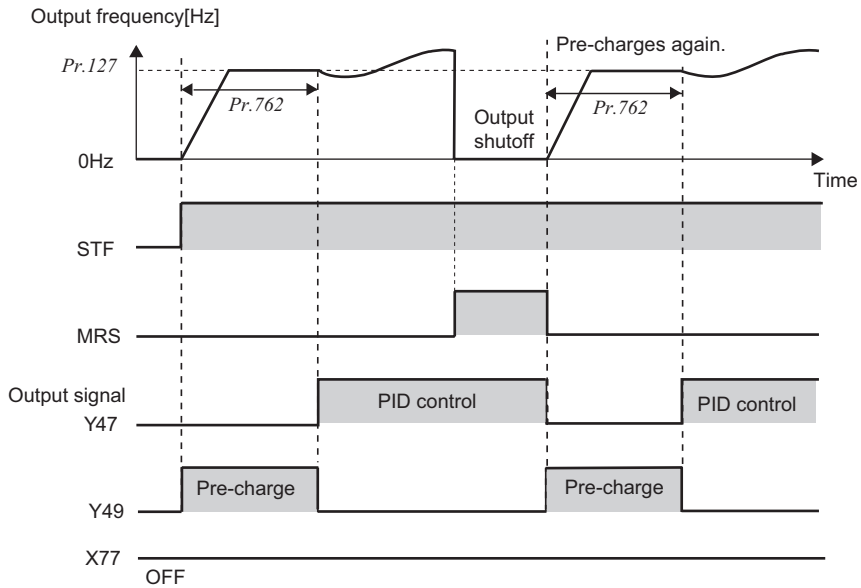 Output frequency[Hz]
Pre-charges again.
Pr.127
Pr.762
Output
shutoff
Pr.762
0Hz
Time
STF
MRS
Output signal
Y47
PID control
PID control
Y49
Pre-charge
Pre-charge
X77
OFF